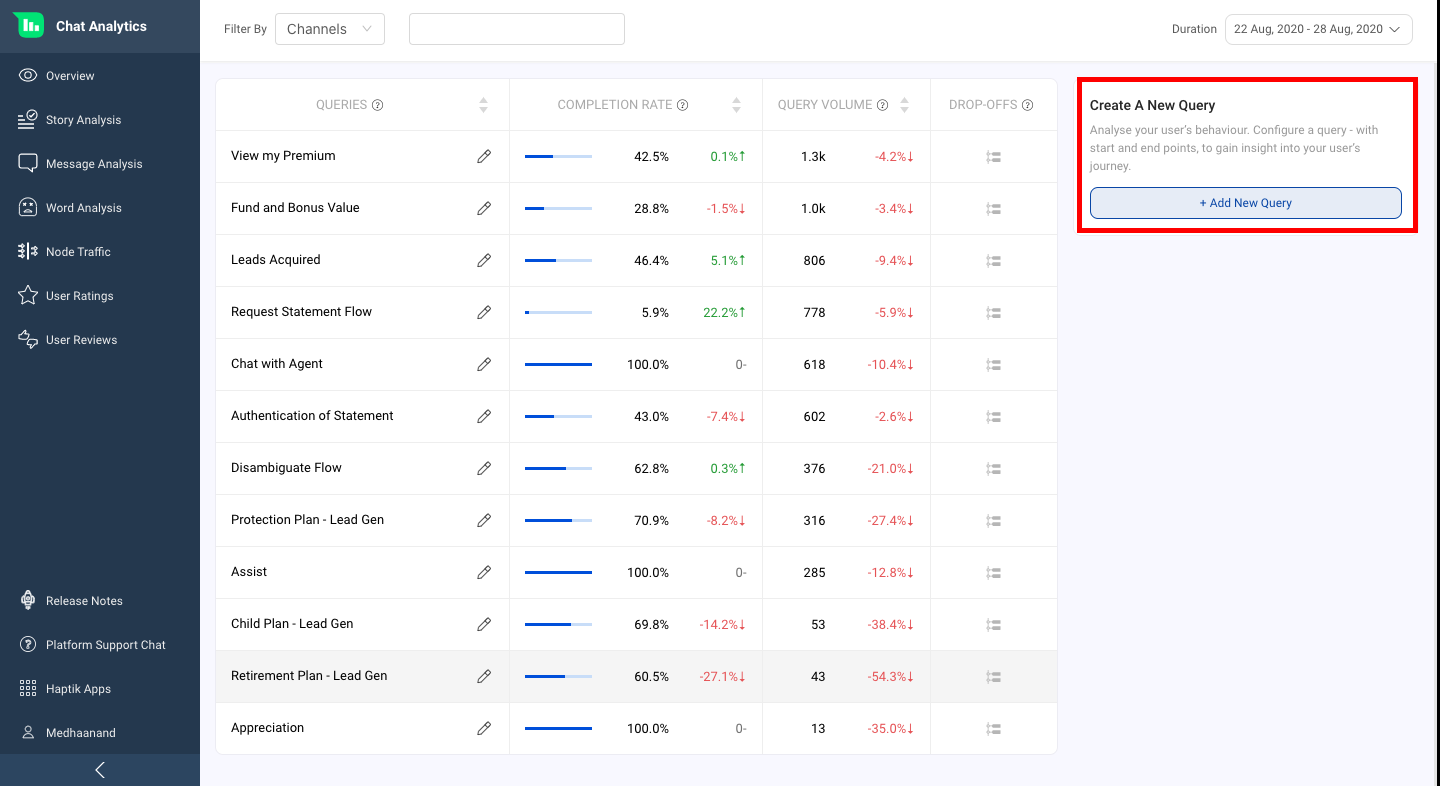 Chat Analytics
Overview
Story Analysis
Message Analysis
Word Analysis
Node Traffic
User Ratings
User Reviews
Release Notes
Platform Support Chat
Haptik Apps
Medhaanand
Filter By Channels Duration 22 Aug, 2020 - 28 Aug, 2020
QUERIES ? COMPLETION RATE ? QUERY VOLUME ? DROP-OFFS ?
View my Premium 42.5% 0.1%↑ 1.3k -4.2%↓
Fund and Bonus Value 28.8% -1.5%↓ 1.0k -3.4%↓
Leads Acquired 46.4% 5.1%↑ 806 -9.4%↓
Request Statement Flow 5.9% 22.2%↑ 778 -5.9%↓
Chat with Agent 100.0% 0- 618 -10.4%↓
Authentication of Statement 43.0% -7.4%↓ 602 -2.6%↓
Disambiguate Flow 62.8% 0.3%↑ 376 -21.0%↓
Protection Plan - Lead Gen 70.9% -8.2%↓ 316 -27.4%↓
Assist 100.0% 0- 285 -12.8%↓
Child Plan - Lead Gen 69.8% -14.2%↓ 53 -38.4%↓
Retirement Plan - Lead Gen 60.5% -27.1%↓ 43 -54.3%↓
Appreciation 100.0% 0- 13 -35.0%↓
Create A New Query
Analyse your user's behaviour. Configure a query - with
start and end points, to gain insight into your user's
journey.
+ Add New Query